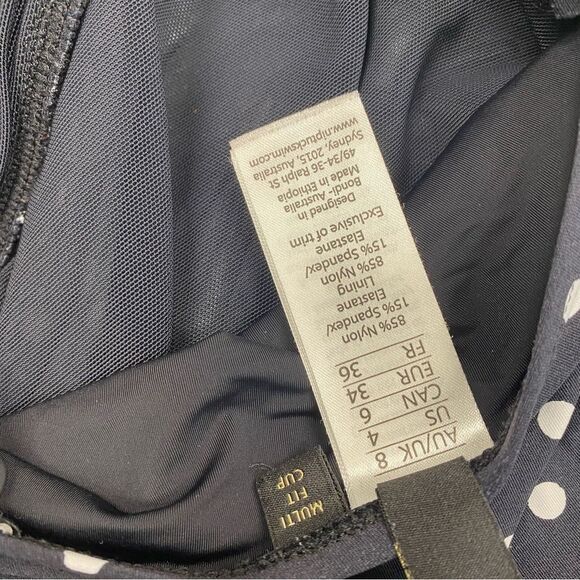 AU/UK 8
US 4
CAN 6
EUR 34
FR 36
85% Nylon
15% Spandex/
Elastane
Lining
85% Nylon
15% Spandex/
Elastane
Exclusive of trim
Designed in
Bondi- Australia
Made in Ethiopia
49/34-36 Ralph St
Sydney, 2015, Australia
www.niptuckswim.com
MULTI
FIT
CUP